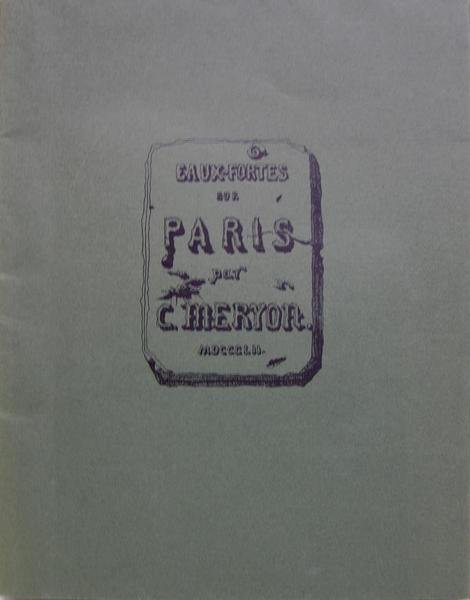 EAUX-FORTES
SUR
PARIS
par
C. MERYON.
MDCCCLII.